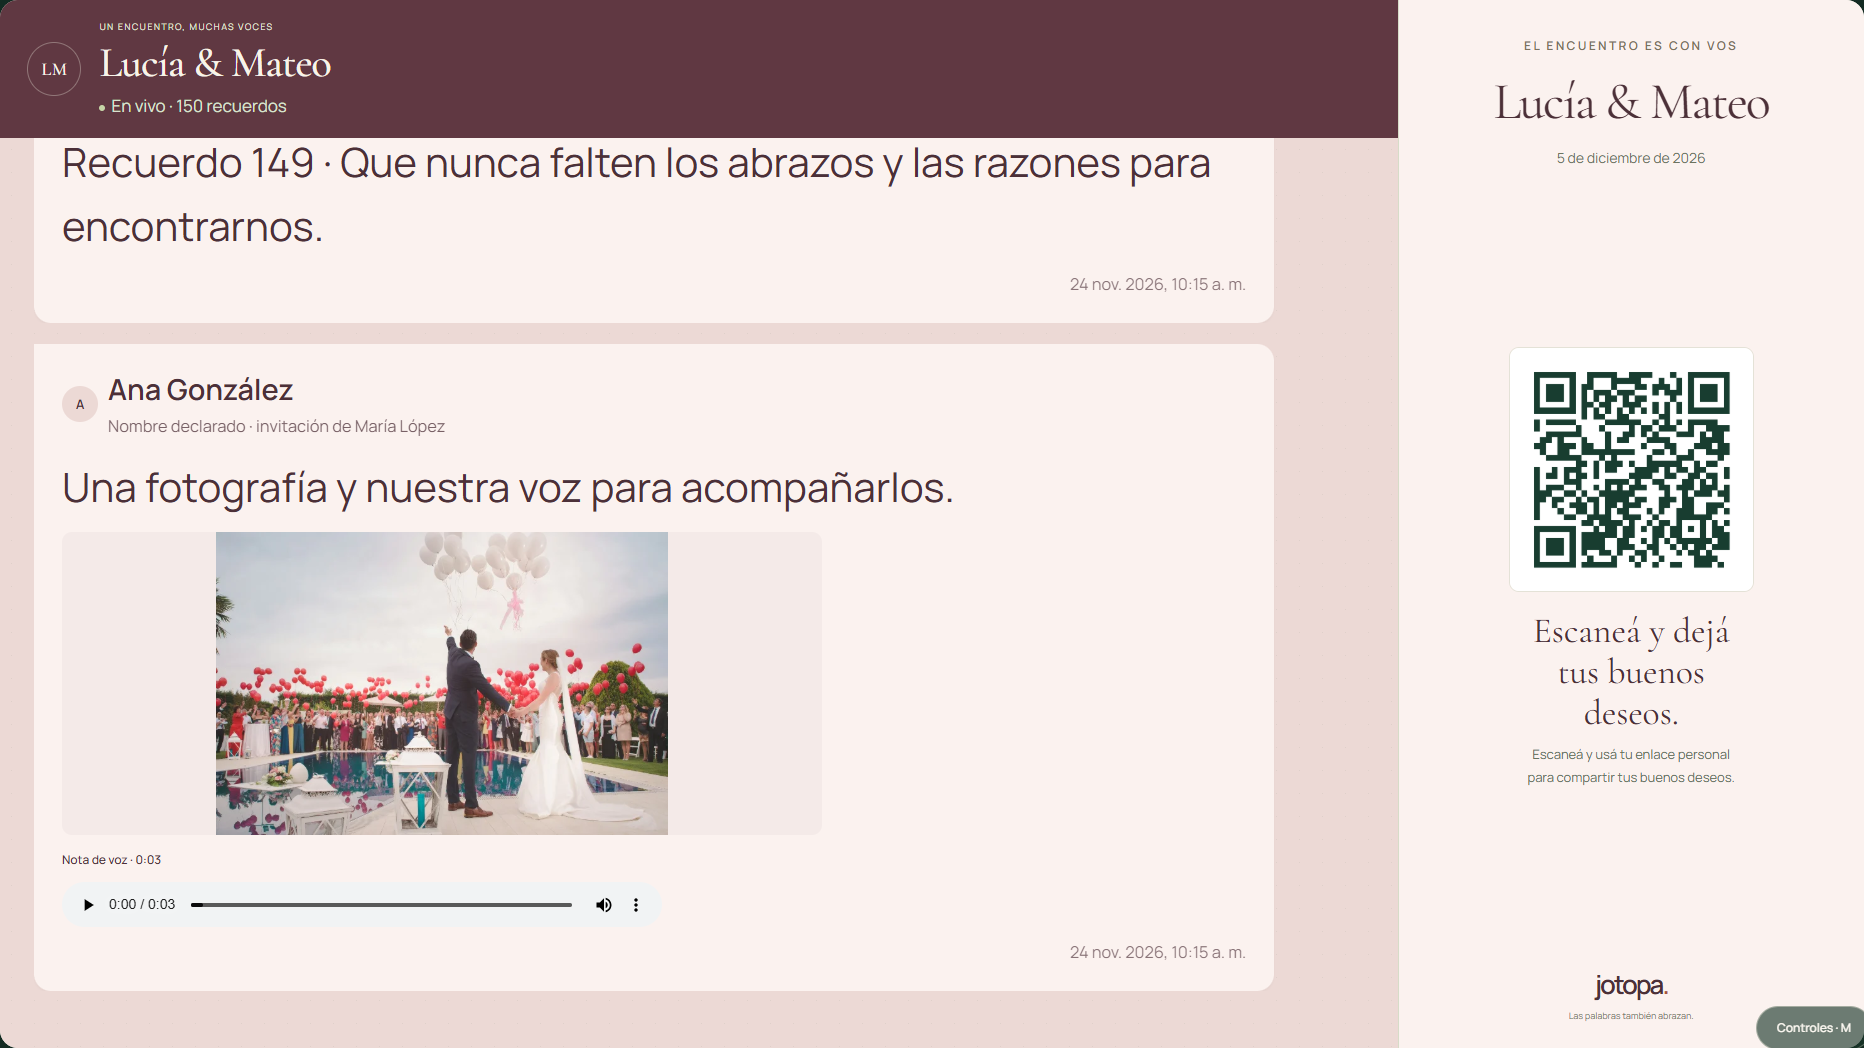 UN ENCUENTRO, MUCHAS VOCES
LM
Lucía & Mateo
En vivo · 150 recuerdos
Recuerdo 149 · Que nunca falten los abrazos y las razones para
encontrarnos.
24 nov. 2026, 10:15 a. m.
A
Ana González
Nombre declarado · invitación de María López
Una fotografía y nuestra voz para acompañarlos.
Nota de voz · 0:03
0:00 / 0:03
24 nov. 2026, 10:15 a. m.
EL ENCUENTRO ES CON VOS
Lucía & Mateo
5 de diciembre de 2026
Escaneá y dejá
tus buenos
deseos.
Escaneá y usá tu enlace personal
para compartir tus buenos deseos.
jotopa.
Las palabras también abrazan.
Controles · M